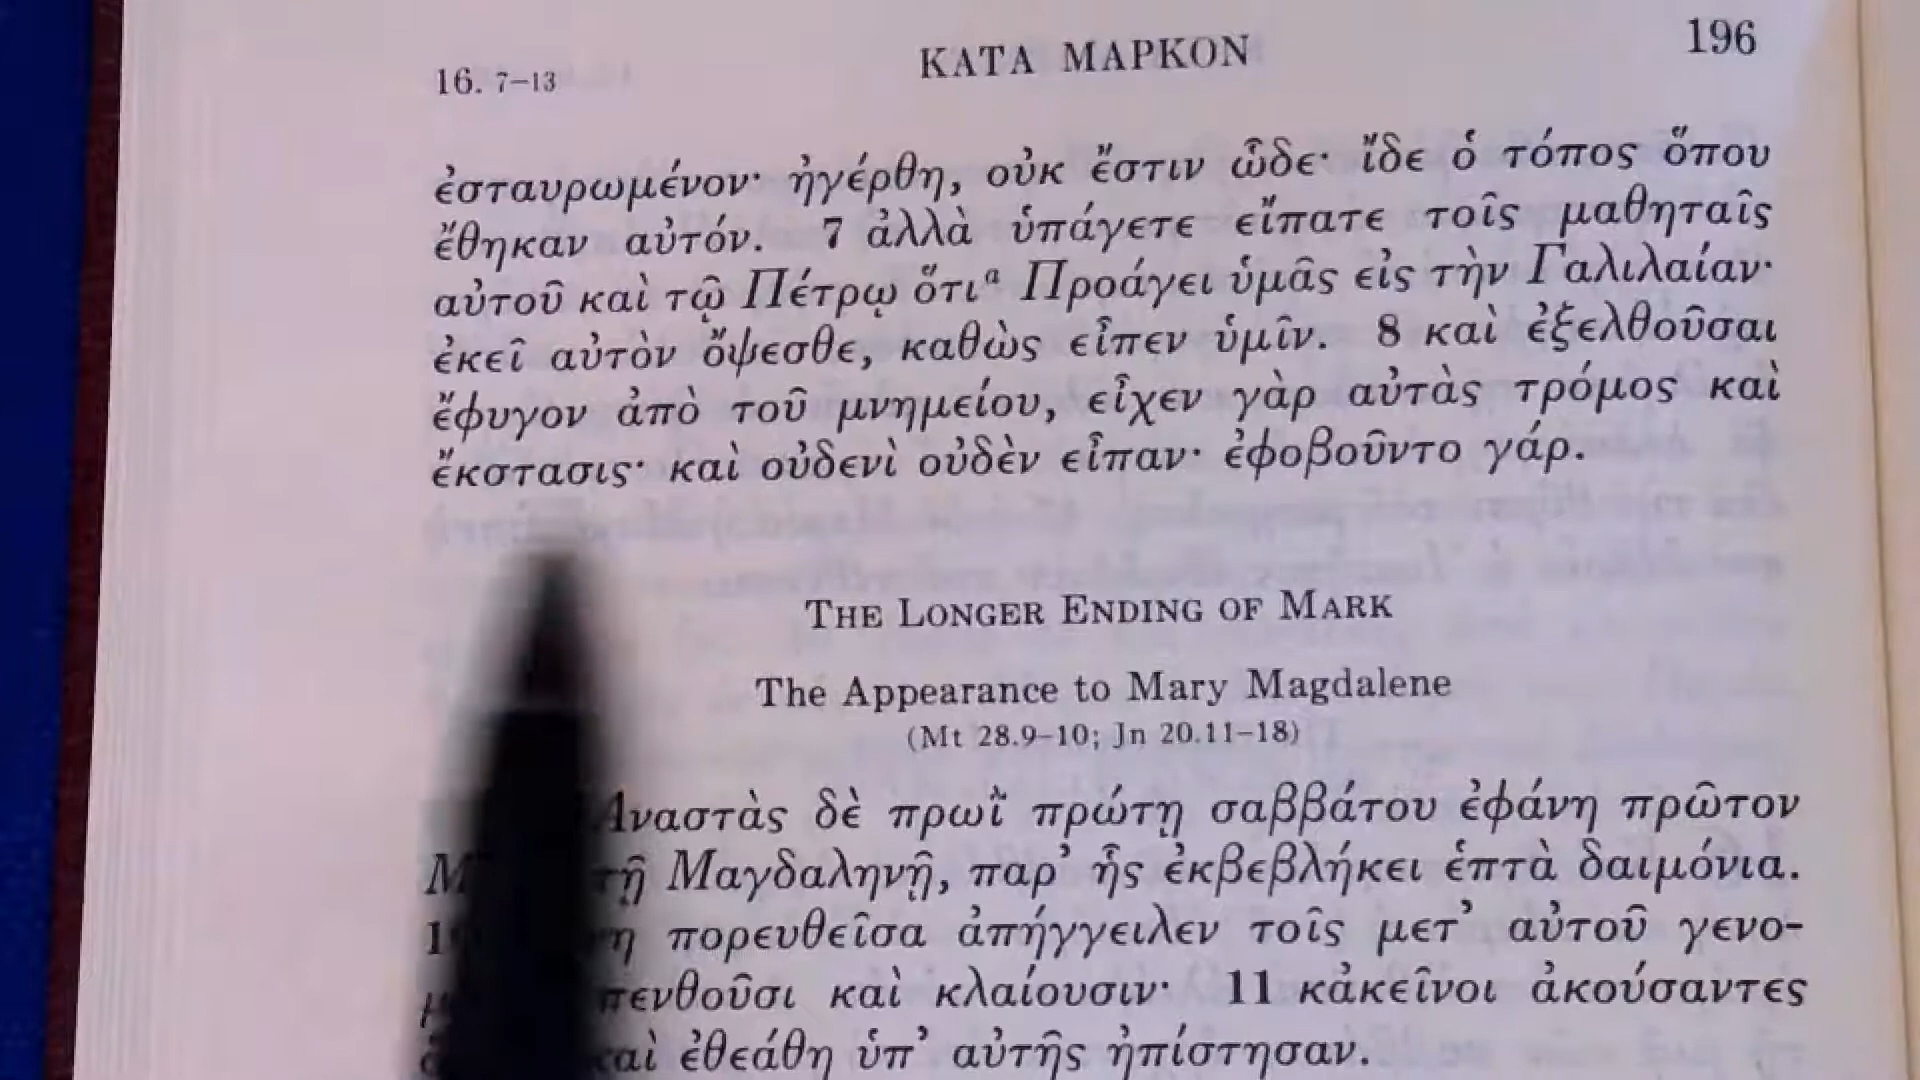 16. 7–13 ΚΑΤΑ ΜΑΡΚΟΝ 196
ἐσταυρωμένον· ἠγέρθη, οὐκ ἔστιν ὧδε· ἴδε ὁ τόπος ὅπου
ἔθηκαν αὐτόν. 7 ἀλλὰ ὑπάγετε εἴπατε τοῖς μαθηταῖς
αὐτοῦ καὶ τῷ Πέτρῳ ὅτιᵃ Προάγει ὑμᾶς εἰς τὴν Γαλιλαίαν·
ἐκεῖ αὐτὸν ὄψεσθε, καθὼς εἶπεν ὑμῖν. 8 καὶ ἐξελθοῦσαι
ἔφυγον ἀπὸ τοῦ μνημείου, εἶχεν γὰρ αὐτὰς τρόμος καὶ
ἔκστασις· καὶ οὐδενὶ οὐδὲν εἶπαν· ἐφοβοῦντο γάρ.
THE LONGER ENDING OF MARK
The Appearance to Mary Magdalene
(Mt 28.9–10; Jn 20.11–18)
Ἀναστὰς δὲ πρωῒ πρώτῃ σαββάτου ἐφάνη πρῶτον
τῇ Μαγδαληνῇ, παρ’ ἧς ἐκβεβλήκει ἑπτὰ δαιμόνια.
πορευθεῖσα ἀπήγγειλεν τοῖς μετ’ αὐτοῦ γενο-
πενθοῦσι καὶ κλαίουσιν· 11 κἀκεῖνοι ἀκούσαντες
καὶ ἐθεάθη ὑπ’ αὐτῆς ἠπίστησαν.